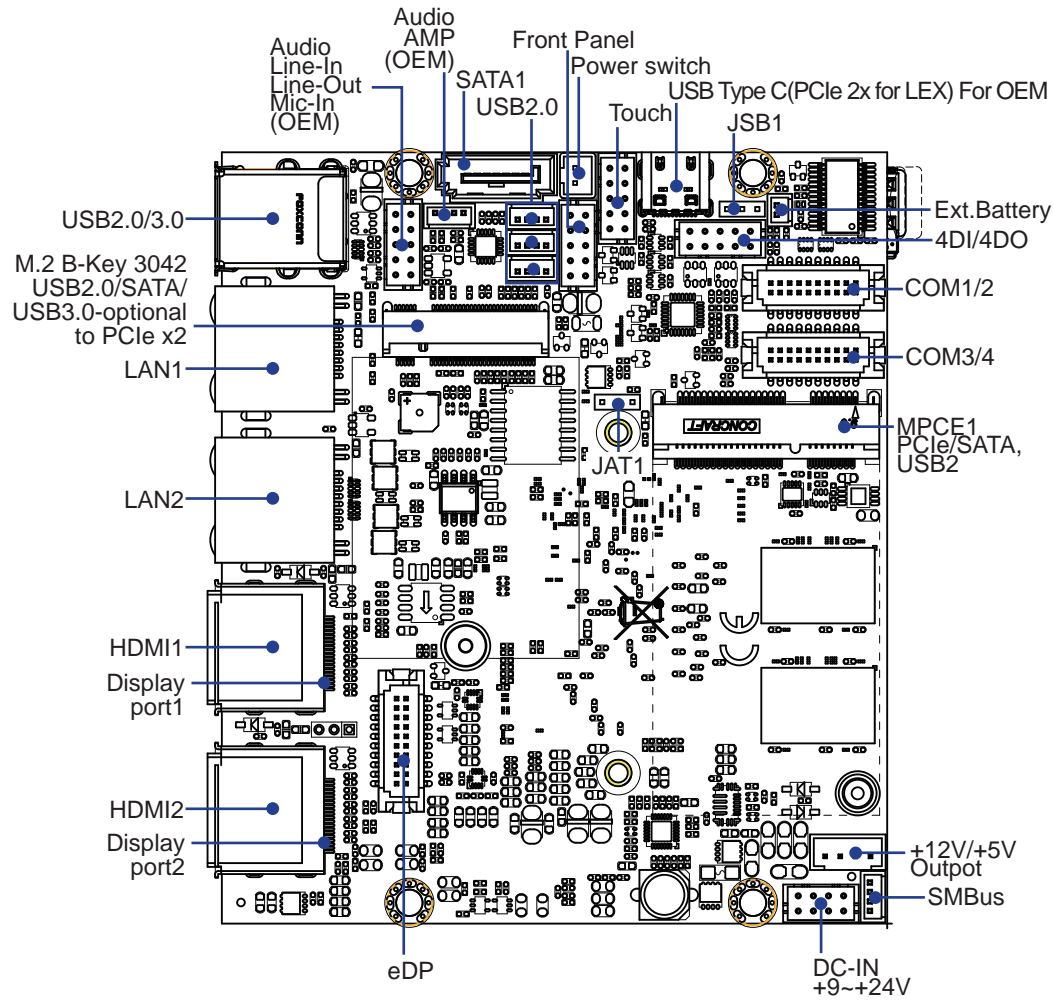 Audio
AMP
(OEM)
Audio
Line-In
Line-Out
Mic-In
(OEM)
SATA1
USB2.0
Front Panel
Power switch
Touch
USB Type C(PCIe 2x for LEX) For OEM
JSB1
USB2.0/3.0
FOXCONN
Ext.Battery
4DI/4DO
M.2 B-Key 3042
USB2.0/SATA/
USB3.0-optional
to PCIe x2
COM1/2
COM3/4
LAN1
CONCRAFT
MPCE1
PCIe/SATA,
USB2
JAT1
LAN2
HDMI1
Display
port1
HDMI2
Display
port2
+12V/+5V
Outpot
SMBus
eDP
DC-IN
+9~+24V